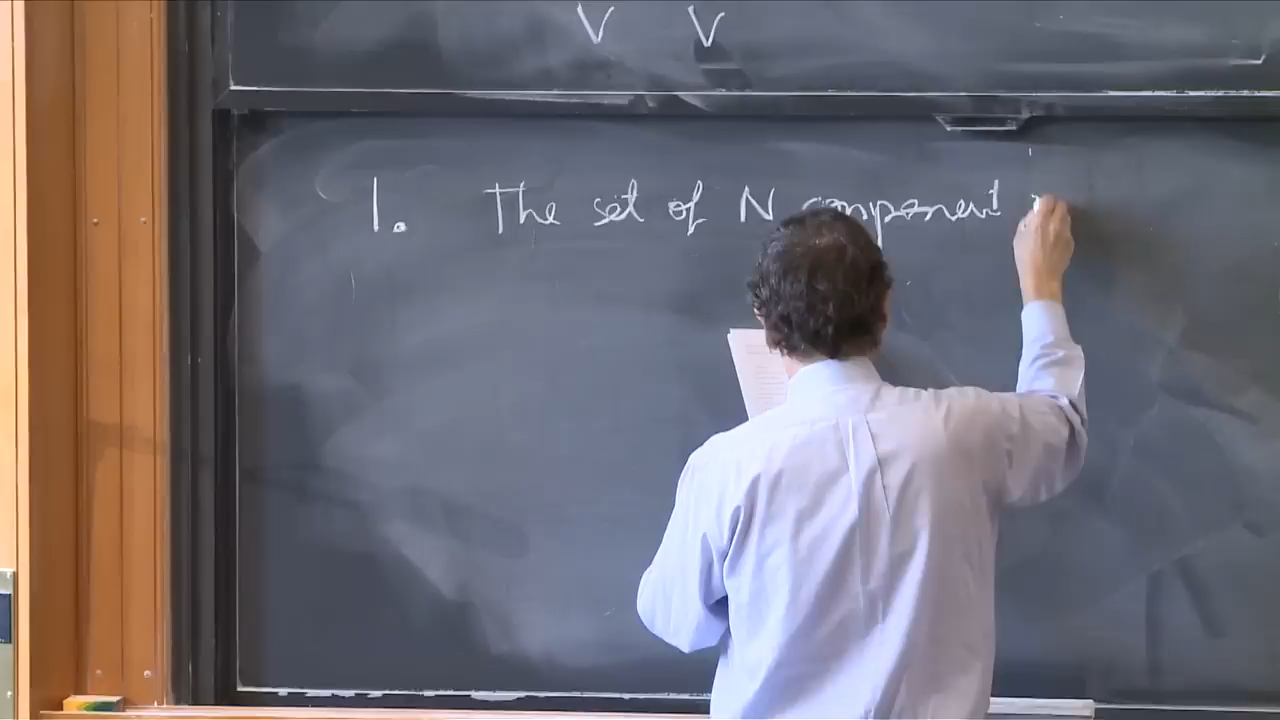 V V
1. The set of N component